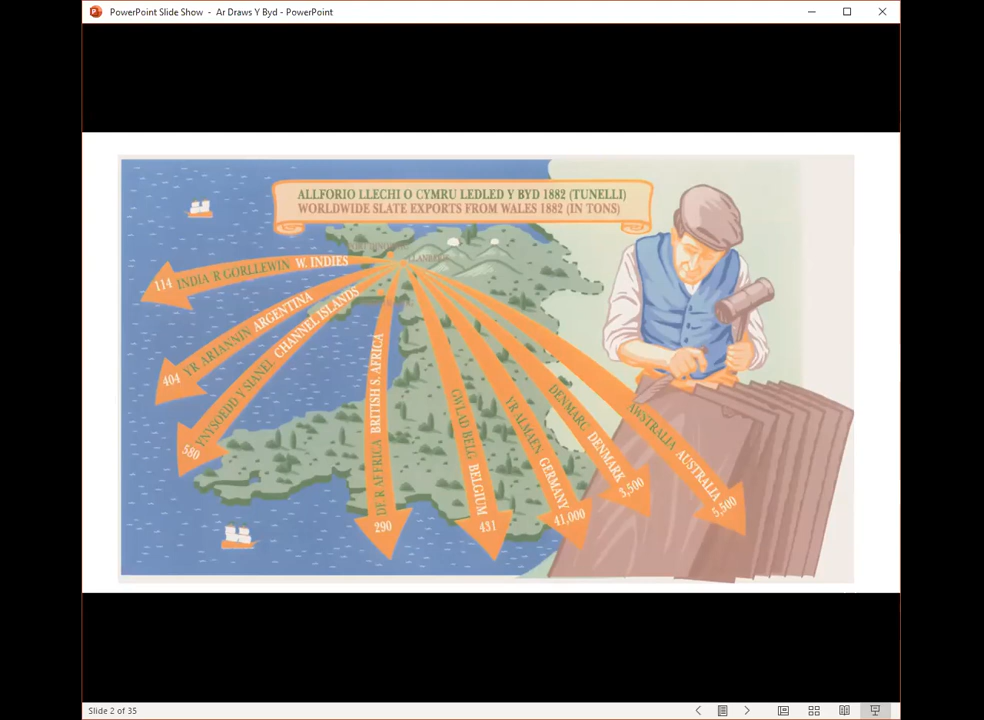 PowerPoint Slide Show - Ar Draws Y Byd - PowerPoint
ALLFORIO LLECHI O CYMRU LEDLED Y BYD 1882 (TUNELLI)
WORLDWIDE SLATE EXPORTS FROM WALES 1882 (IN TONS)
LLANBERIS
114 INDIA'R GORLLEWIN W. INDIES
404 YR ARIANNIN ARGENTINA
580 YNYSOEDD Y SIANEL CHANNEL ISLANDS
DE'R AFFRICA BRITISH S. AFRICA
290
GWLAD BELG BELGIUM
431
YR ALMAEN GERMANY
41,000
DENMARC DENMARK
3,500
AWSTRALIA AUSTRALIA
5,500
Slide 2 of 35